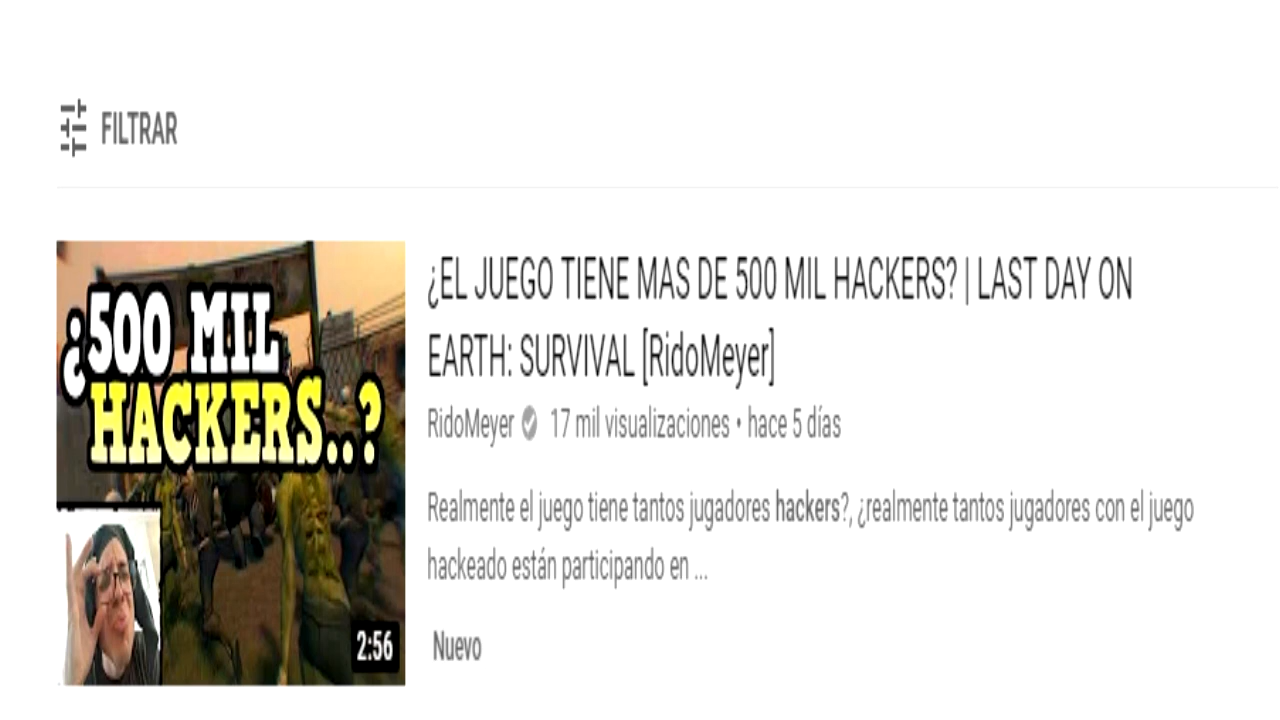 FILTRAR
¿500 MIL
HACKERS..?
2:56
¿EL JUEGO TIENE MAS DE 500 MIL HACKERS? | LAST DAY ON
EARTH: SURVIVAL [RidoMeyer]
RidoMeyer 17 mil visualizaciones • hace 5 días
Realmente el juego tiene tantos jugadores hackers?, ¿realmente tantos jugadores con el juego
hackeado están participando en ...
Nuevo